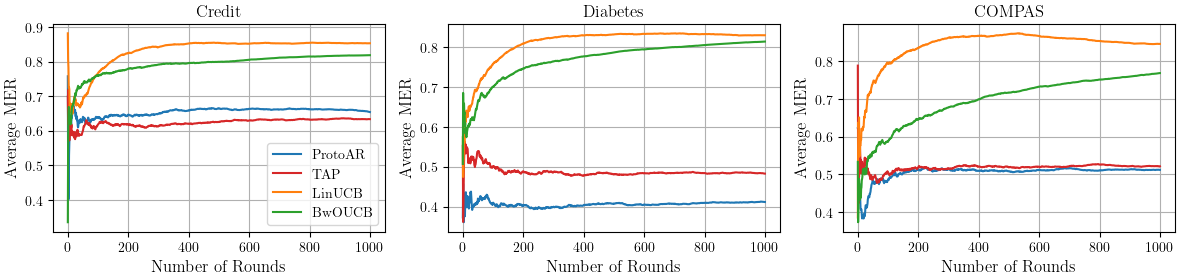 Credit
Average MER
0.9
0.8
0.7
0.6
0.5
0.4
0
200
400
600
800
1000
Number of Rounds
ProtoAR
TAP
LinUCB
BwOUCB
Diabetes
Average MER
0.8
0.7
0.6
0.5
0.4
0
200
400
600
800
1000
Number of Rounds
COMPAS
Average MER
0.8
0.7
0.6
0.5
0.4
0
200
400
600
800
1000
Number of Rounds